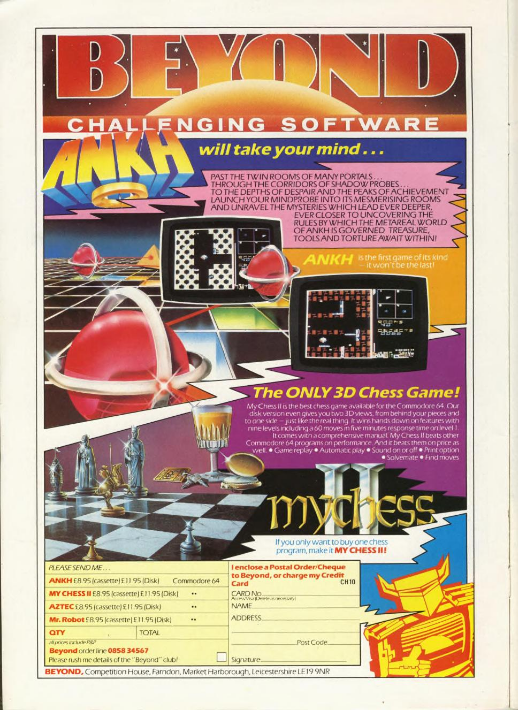 BEYOND
CHALLENGING SOFTWARE
ANKH
will take your mind...
PAST THE TWIN ROOMS OF MANY PORTALS...
THROUGH THE CORRIDORS OF SHADOW PROBES...
TO THE DEPTHS OF DESPAIR AND THE PEAKS OF ACHIEVEMENT
LAUNCH YOUR MINDPROBE INTO ITS MESMERISING ROOMS
AND UNRAVEL THE MYSTERIES WHICH LEAD EVER DEEPER,
EVER CLOSER TO UNCOVERING THE
RULES BY WHICH THE METAREAL WORLD
OF ANKH IS GOVERNED. TREASURE,
TOOLS AND TORTURE AWAIT WITHIN!
ANKH is the first game of its kind
– it won't be the last!
The ONLY 3D Chess Game!
My Chess II is the best chess game available for the Commodore 64. Our
disk version even gives you two 3D views, from behind your pieces and
to one side – just like the real thing. It wins hands down on features with
nine levels including a 60 moves in five minutes response time on level 1.
It comes with a comprehensive manual. My Chess II beats other
Commodore 64 programs on performance. And it beats them on price as
well. • Game replay • Automatic play • Sound on or off • Print option
• Solvemate • Find moves
II
mychess
If you only want to buy one chess
program, make it MY CHESS II!
PLEASE SEND ME...
ANKH £8.95 (cassette) £11.95 (Disk) Commodore 64
MY CHESS II £8.95 (cassette) £11.95 (Disk) ••
AZTEC £8.95 (cassette) £11.95 (Disk) ••
Mr. Robot £8.95 (cassette) £11.95 (Disk) ••
QTY TOTAL
all prices include P&P
Beyond order line 0858 34567
Please rush me details of the "Beyond" club!
I enclose a Postal Order/Cheque
to Beyond, or charge my Credit
Card CH10
CARD No
Access/Visa (Delete as necessary)
NAME
ADDRESS
Post Code
Signature
BEYOND, Competition House, Farndon, Market Harborough, Leicestershire LE19 9NR